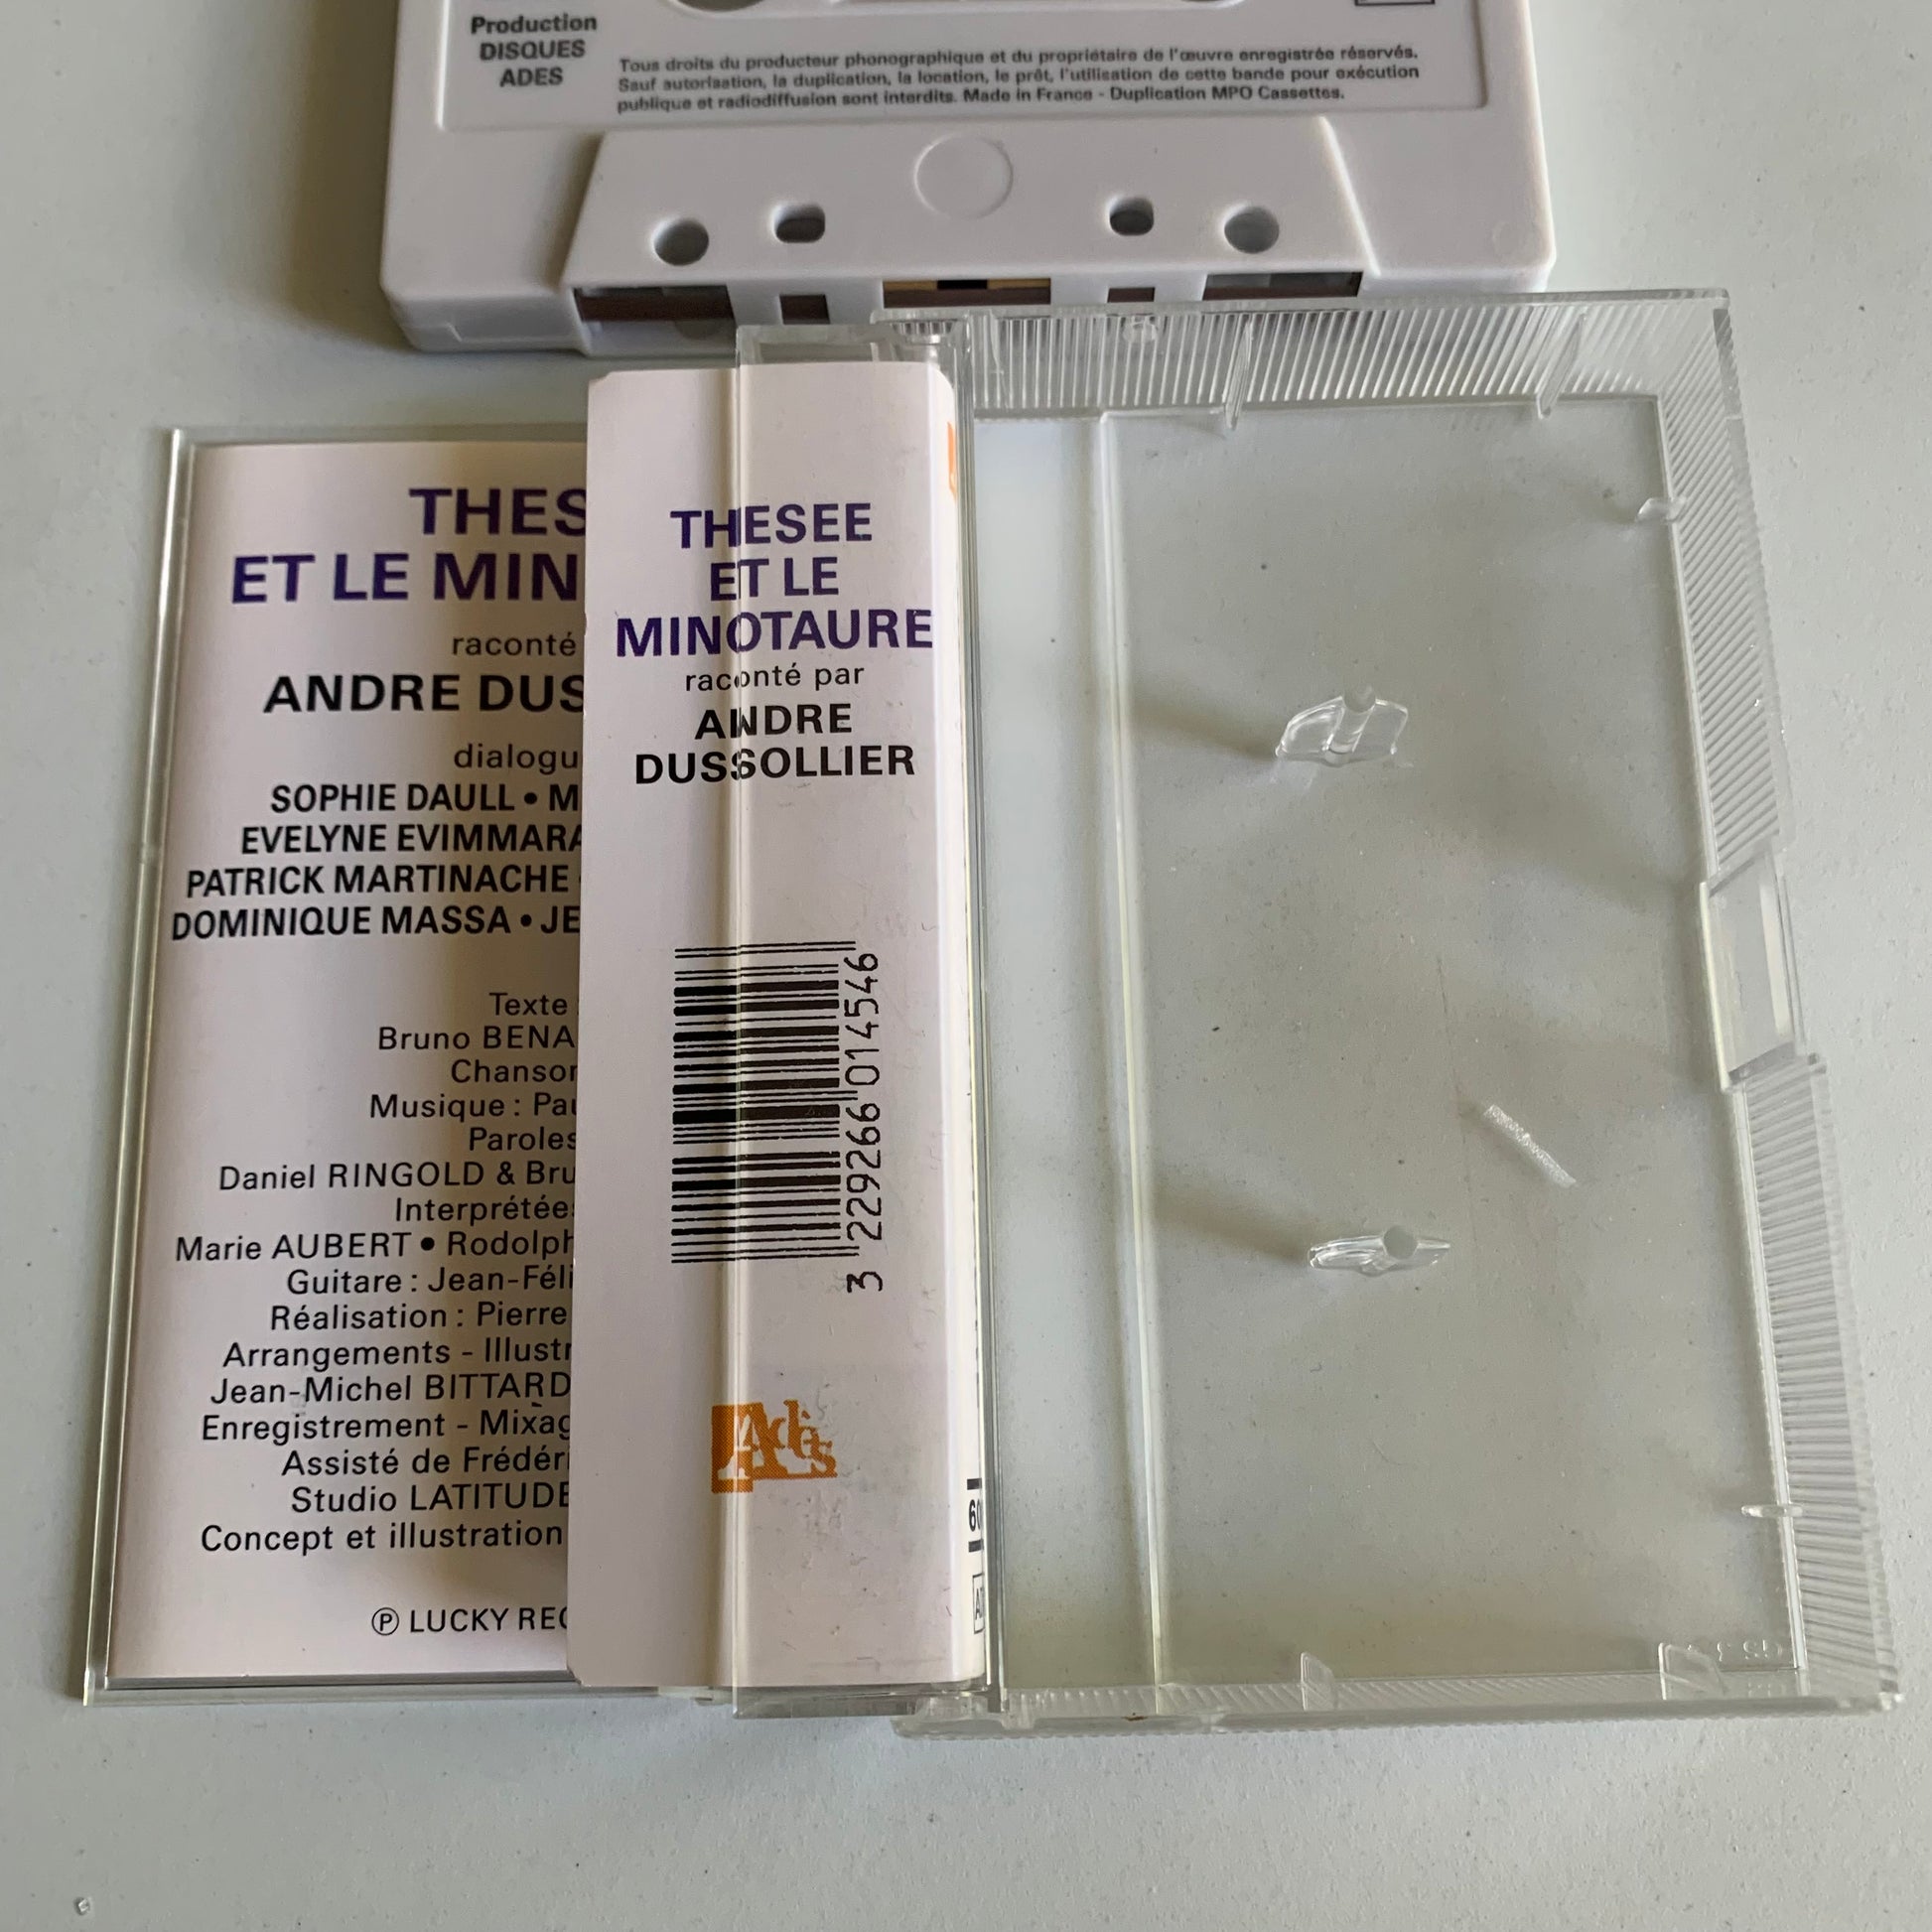 Production
DISQUES
ADES
Tous droits du producteur phonographique et du propriétaire de l'œuvre enregistrée réservés.
Sauf autorisation, la duplication, la location, le prêt, l'utilisation de cette bande pour exécution
publique et radiodiffusion sont interdits. Made in France - Duplication MPO Cassettes.
THES
ET LE MIN
raconté
ANDRE DUS
dialogu
SOPHIE DAULL • M
EVELYNE EVIMMARA
PATRICK MARTINACHE
DOMINIQUE MASSA • JE
Texte :
Bruno BENA
Chanson
Musique : Pau
Paroles
Daniel RINGOLD & Bru
Interprétées
Marie AUBERT • Rodolph
Guitare : Jean-Féli
Réalisation : Pierre
Arrangements - Illustr
Jean-Michel BITTARD
Enregistrement - Mixag
Assisté de Frédéri
Studio LATITUDE
Concept et illustration
℗ LUCKY REC
THESEE
ET LE
MINOTAURE
raconté par
ANDRE
DUSSOLLIER
3 229266 014546
Adès
60